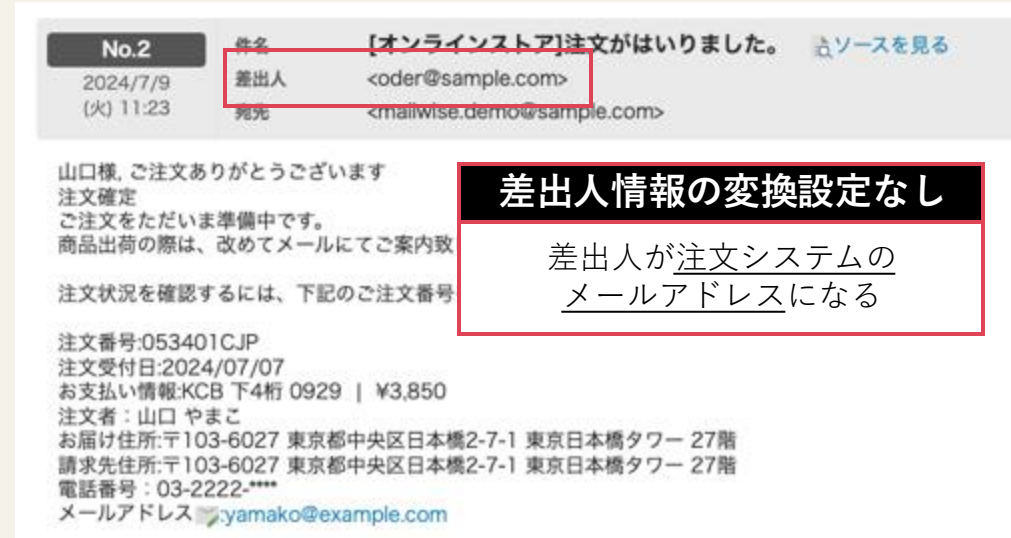 No.2
2024/7/9
(火) 11:23
件名 [オンラインストア]注文がはいりました。 ソースを見る
差出人 <oder@sample.com>
宛先 <mailwise.demo@sample.com>
山口様, ご注文ありがとうございます
注文確定
ご注文をただいま準備中です。
商品出荷の際は、改めてメールにてご案内致
注文状況を確認するには、下記のご注文番号
差出人情報の変換設定なし
差出人が注文システムの
メールアドレスになる
注文番号:053401CJP
注文受付日:2024/07/07
お支払い情報:KCB 下4桁 0929 | ¥3,850
注文者：山口 やまこ
お届け住所:〒103-6027 東京都中央区日本橋2-7-1 東京日本橋タワー 27階
請求先住所:〒103-6027 東京都中央区日本橋2-7-1 東京日本橋タワー 27階
電話番号：03-2222-****
メールアドレス:yamako@example.com